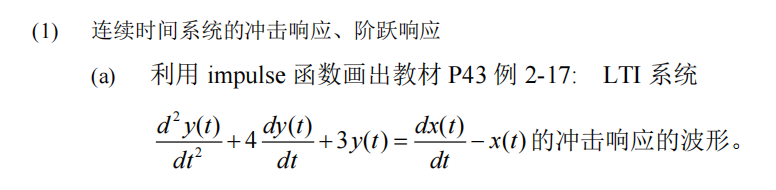 (1) 连续时间系统的冲击响应、阶跃响应
(a) 利用 impulse 函数画出教材 P43 例 2-17: LTI 系统
d²y(t)/dt² + 4 dy(t)/dt + 3y(t) = dx(t)/dt − x(t) 的冲击响应的波形。